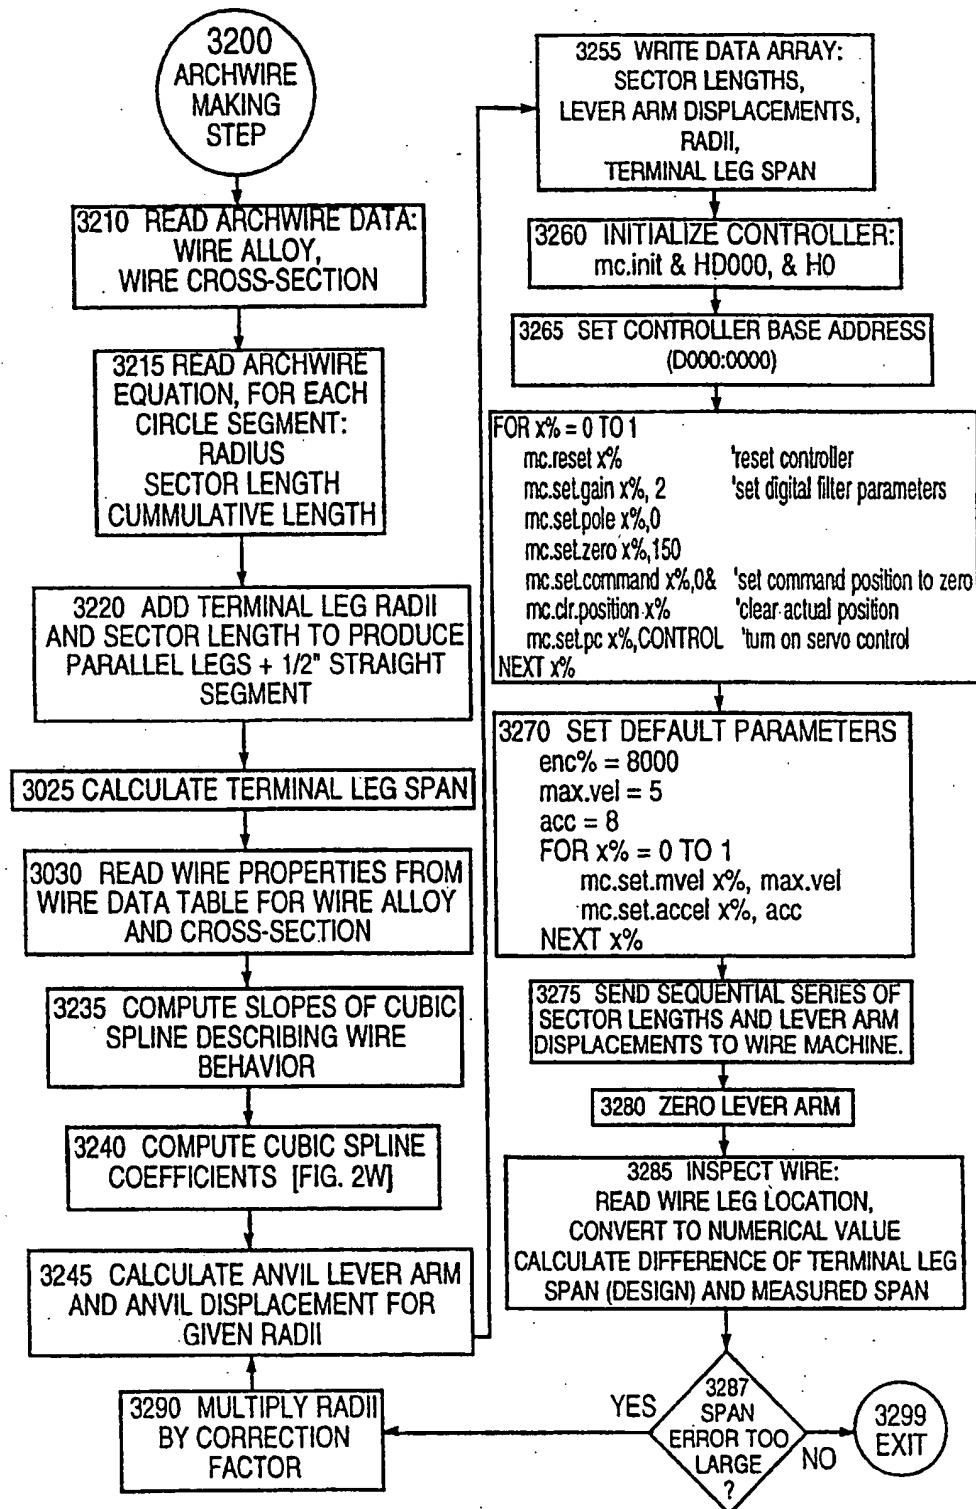 3200
ARCHWIRE
MAKING
STEP
3210 READ ARCHWIRE DATA:
WIRE ALLOY,
WIRE CROSS-SECTION
3215 READ ARCHWIRE
EQUATION, FOR EACH
CIRCLE SEGMENT:
RADIUS
SECTOR LENGTH
CUMMULATIVE LENGTH
3220 ADD TERMINAL LEG RADII
AND SECTOR LENGTH TO PRODUCE
PARALLEL LEGS + 1/2" STRAIGHT
SEGMENT
3025 CALCULATE TERMINAL LEG SPAN
3030 READ WIRE PROPERTIES FROM
WIRE DATA TABLE FOR WIRE ALLOY
AND CROSS-SECTION
3235 COMPUTE SLOPES OF CUBIC
SPLINE DESCRIBING WIRE
BEHAVIOR
3240 COMPUTE CUBIC SPLINE
COEFFICIENTS [FIG. 2W]
3245 CALCULATE ANVIL LEVER ARM
AND ANVIL DISPLACEMENT FOR
GIVEN RADII
3290 MULTIPLY RADII
BY CORRECTION
FACTOR
3255 WRITE DATA ARRAY:
SECTOR LENGTHS,
LEVER ARM DISPLACEMENTS,
RADII,
TERMINAL LEG SPAN
3260 INITIALIZE CONTROLLER:
mc.init & HD000, & H0
3265 SET CONTROLLER BASE ADDRESS
(D000:0000)
FOR x% = 0 TO 1
mc.reset x% 'reset controller
mc.set.gain x%, 2 'set digital filter parameters
mc.set.pole x%,0
mc.set.zero x%,150
mc.set.command x%,0& 'set command position to zero
mc.clr.position x% 'clear actual position
mc.set.pc x%,CONTROL 'turn on servo control
NEXT x%
3270 SET DEFAULT PARAMETERS
enc% = 8000
max.vel = 5
acc = 8
FOR x% = 0 TO 1
mc.set.mvel x%, max.vel
mc.set.accel x%, acc
NEXT x%
3275 SEND SEQUENTIAL SERIES OF
SECTOR LENGTHS AND LEVER ARM
DISPLACEMENTS TO WIRE MACHINE.
3280 ZERO LEVER ARM
3285 INSPECT WIRE:
READ WIRE LEG LOCATION,
CONVERT TO NUMERICAL VALUE
CALCULATE DIFFERENCE OF TERMINAL LEG
SPAN (DESIGN) AND MEASURED SPAN
3287
SPAN
ERROR TOO
LARGE
?
YES
NO
3299
EXIT